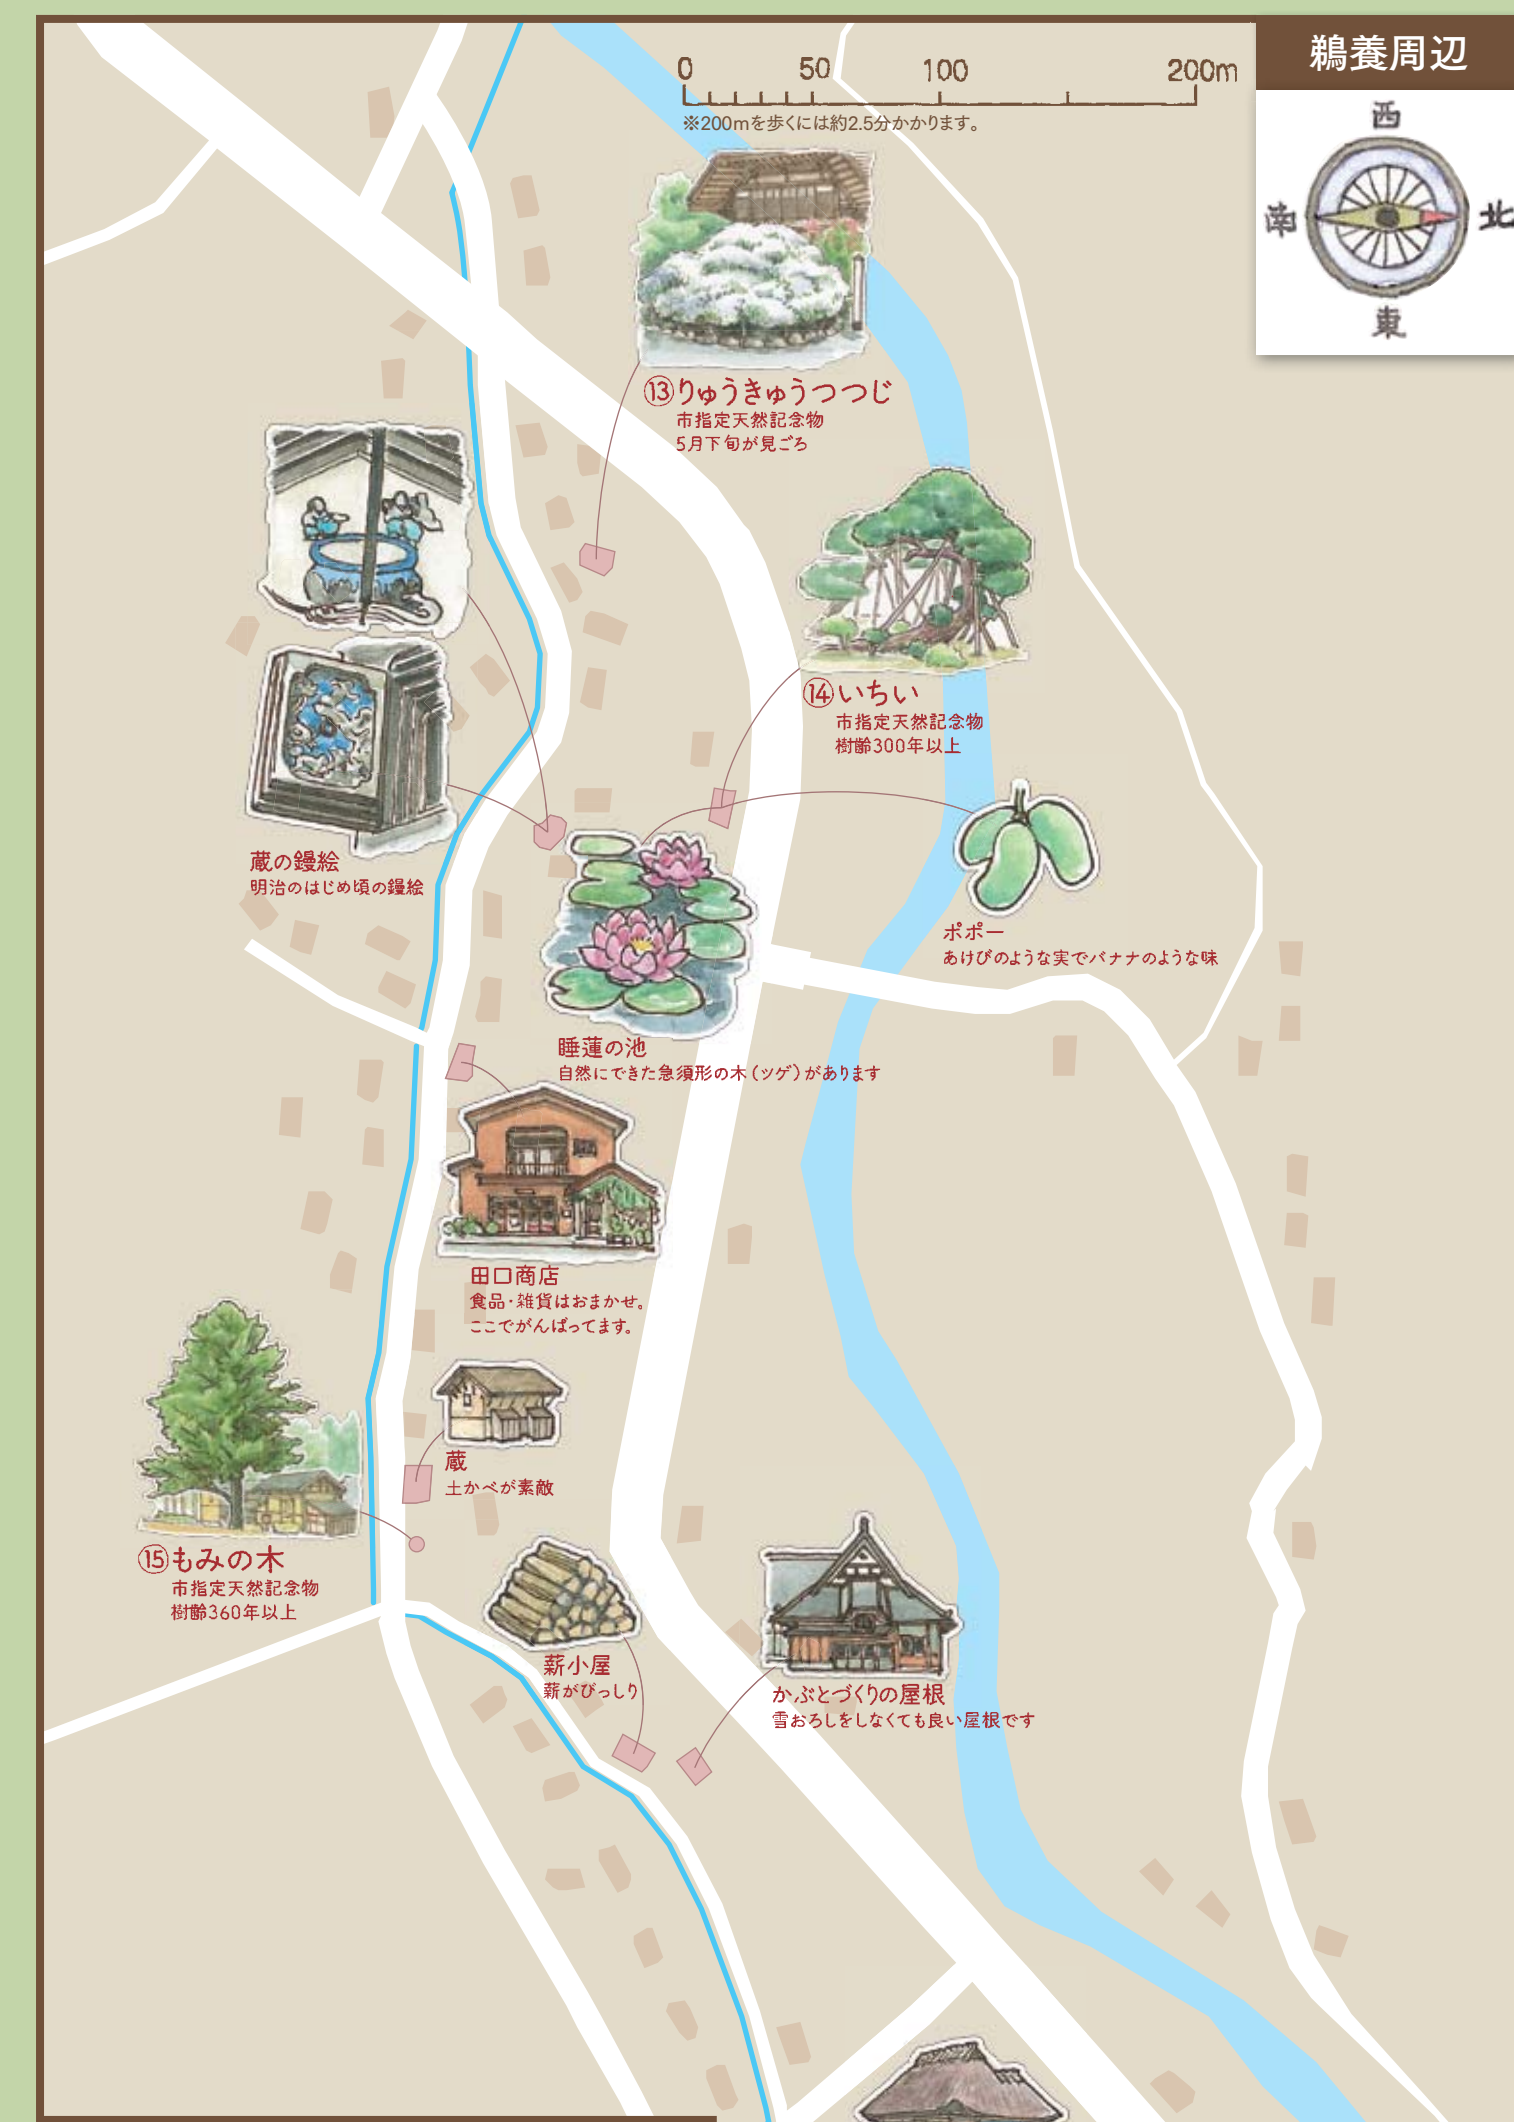 鵜養周辺
0 50 100 200m
※200mを歩くには約2.5分かかります。
西
南
北
東
⑬りゅうきゅうつつじ
市指定天然記念物
5月下旬が見ごろ
⑭いちい
市指定天然記念物
樹齢300年以上
蔵の鏝絵
明治のはじめ頃の鏝絵
ポポー
あけびのような実でバナナのような味
睡蓮の池
自然にできた急須形の木(ツゲ)があります
田口商店
食品・雑貨はおまかせ。
ここでがんばってます。
蔵
土かべが素敵
⑮もみの木
市指定天然記念物
樹齢360年以上
薪小屋
薪がびっしり
かぶとづくりの屋根
雪おろしをしなくても良い屋根です